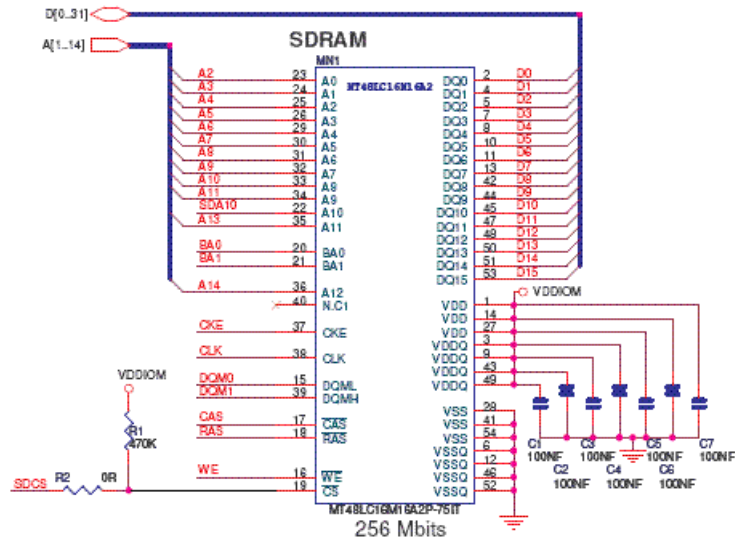 D[0..31]
A[1..14]
SDRAM
MN1
MT48LC16M16A2
A2 23 A0 DQ0 2 D0
A3 24 A1 DQ1 4 D1
A4 25 A2 DQ2 5 D2
A5 26 A3 DQ3 7 D3
A6 29 A4 DQ4 8 D4
A7 30 A5 DQ5 10 D5
A8 31 A6 DQ6 11 D6
A9 32 A7 DQ7 13 D7
A10 33 A8 DQ8 42 D8
A11 34 A9 DQ9 44 D9
SDA10 22 A10 DQ10 45 D10
A13 35 A11 DQ11 47 D11
DQ12 48 D12
BA0 20 BA0 DQ13 50 D13
BA1 21 BA1 DQ14 51 D14
DQ15 53 D15
A14 36 A12
VDDIOM
40 N.C1 VDD 1
VDD 14
CKE 37 CKE VDD 27
VDDQ 3
CLK 38 CLK VDDQ 9
VDDQ 43
VDDIOM
DQM0 15 DQML VDDQ 49
DQM1 39 DQMH
VSS 28
CAS 17 CAS VSS 41
RAS 18 RAS VSS 54
R1
470K
VSSQ 6
VSSQ 12
WE 16 WE VSSQ 46
SDCS R2 0R 19 CS VSSQ 52
C1 C3 C5 C7
100NF 100NF 100NF 100NF
C2 C4 C6
100NF 100NF 100NF
MT48LC16M16A2P-75IT
256 Mbits